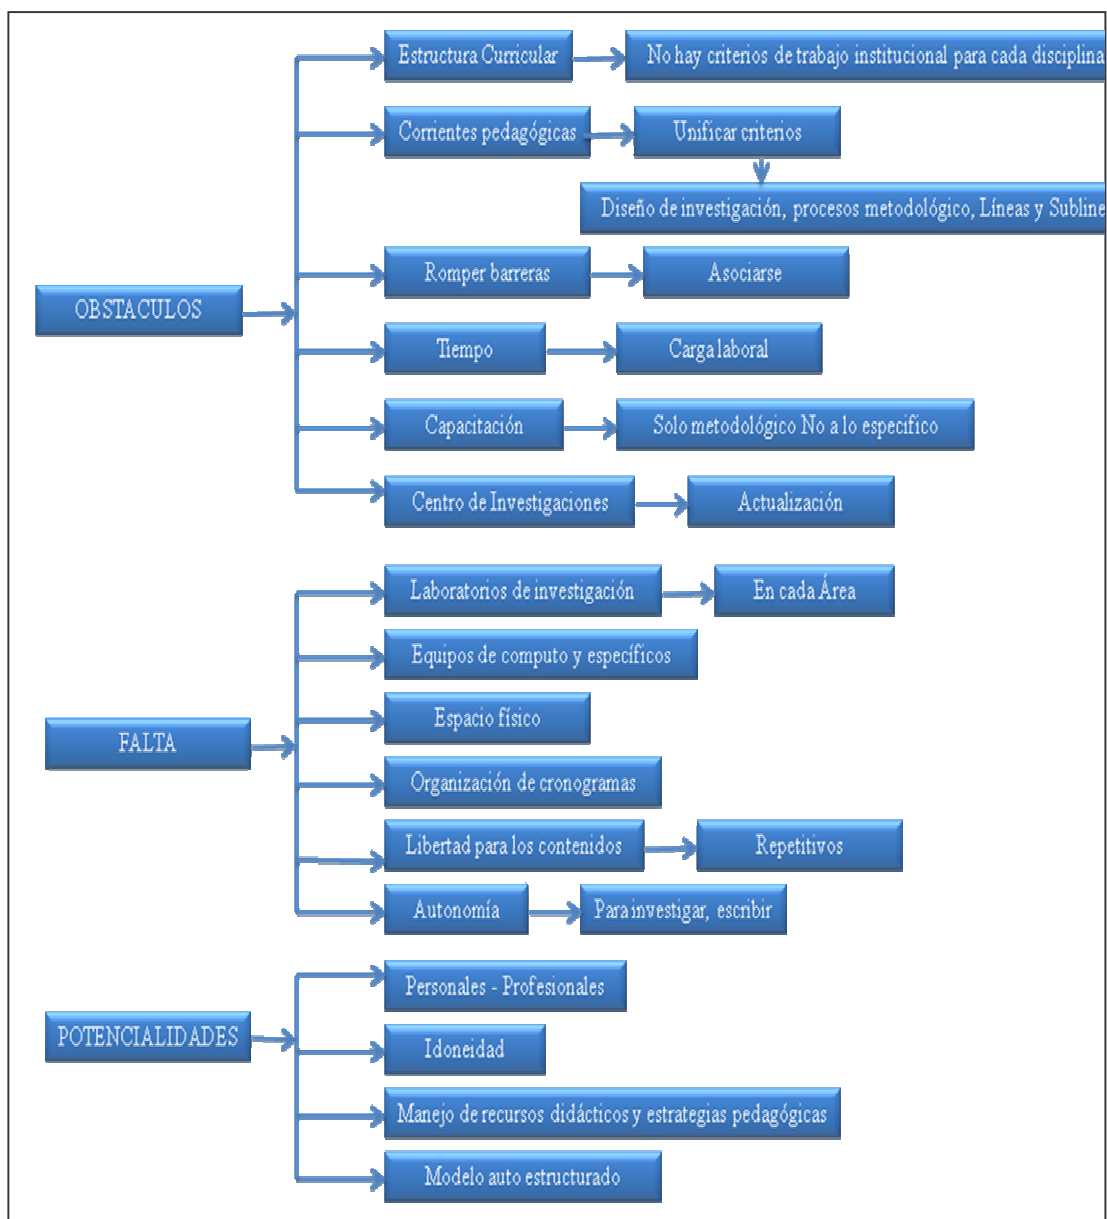 Estructura Curricular
No hay criterios de trabajo institucional para cada disciplina
Corrientes pedagógicas
Unificar criterios
Diseño de investigación, procesos metodológico, Líneas y Subline
Romper barreras
Asociarse
OBSTACULOS
Tiempo
Carga laboral
Capacitación
Solo metodológico No a lo especifico
Centro de Investigaciones
Actualización
Laboratorios de investigación
En cada Área
Equipos de computo y específicos
Espacio físico
FALTA
Organización de cronogramas
Libertad para los contenidos
Repetitivos
Autonomía
Para investigar, escribir
Personales - Profesionales
POTENCIALIDADES
Idoneidad
Manejo de recursos didácticos y estrategias pedagógicas
Modelo auto estructurado